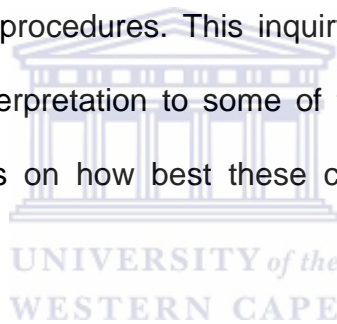 procedures. This inquir
erpretation to some of
s on how best these c
UNIVERSITY of the
WESTERN CAPE